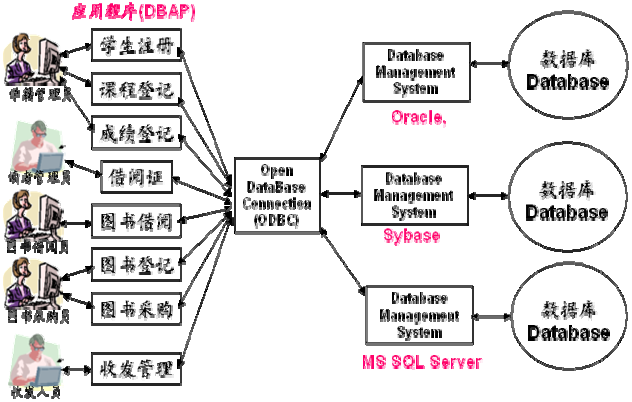 应用程序(DBAP)
学生注册
课程登记
学籍管理员
成绩登记
借阅证
管理员
图书借阅
图书借阅员
图书登记
图书采购
图书采购员
收发管理
收发人员
Open
DataBase
Connection
(ODBC)
Database
Management
System
Oracle.
数据库
Database
Database
Management
System
Sybase
数据库
Database
Database
Management
System
MS SOL Server
数据库
Database